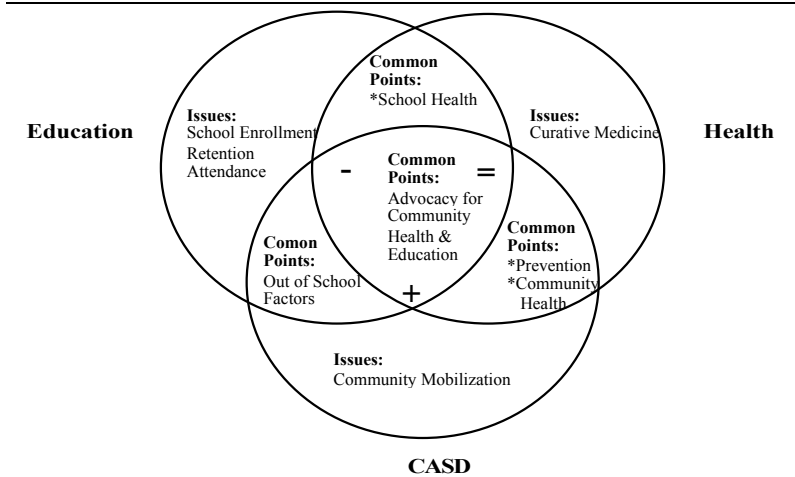 Education
Issues:
School Enrollment
Retention
Attendance
Common
Points:
*School Health
Issues:
Curative Medicine
Health
-
Common
Points:
Advocacy for
Community
Health &
Education
=
Comon
Points:
Out of School
Factors
+
Common
Points:
*Prevention
*Community
Health
Issues:
Community Mobilization
CASD